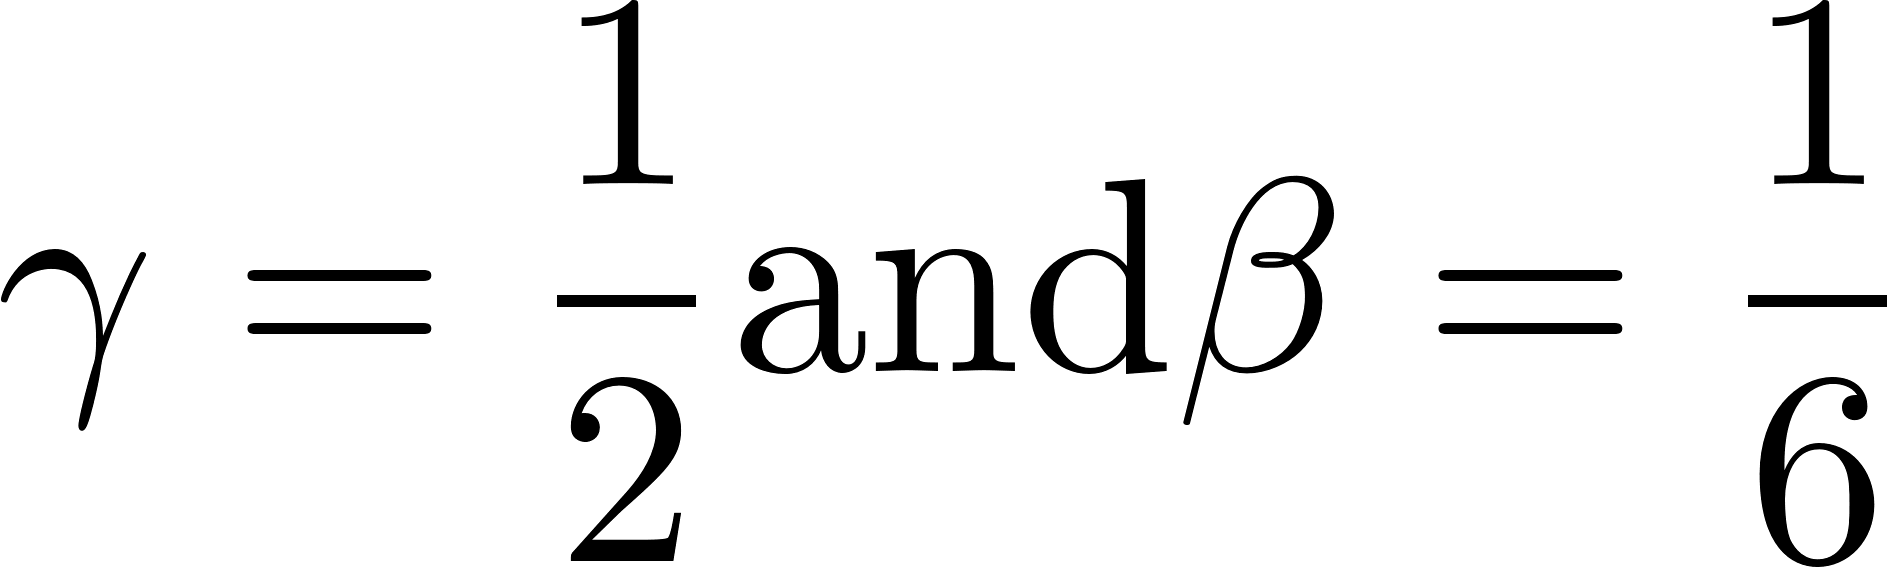 γ = 1/2 and β = 1/6